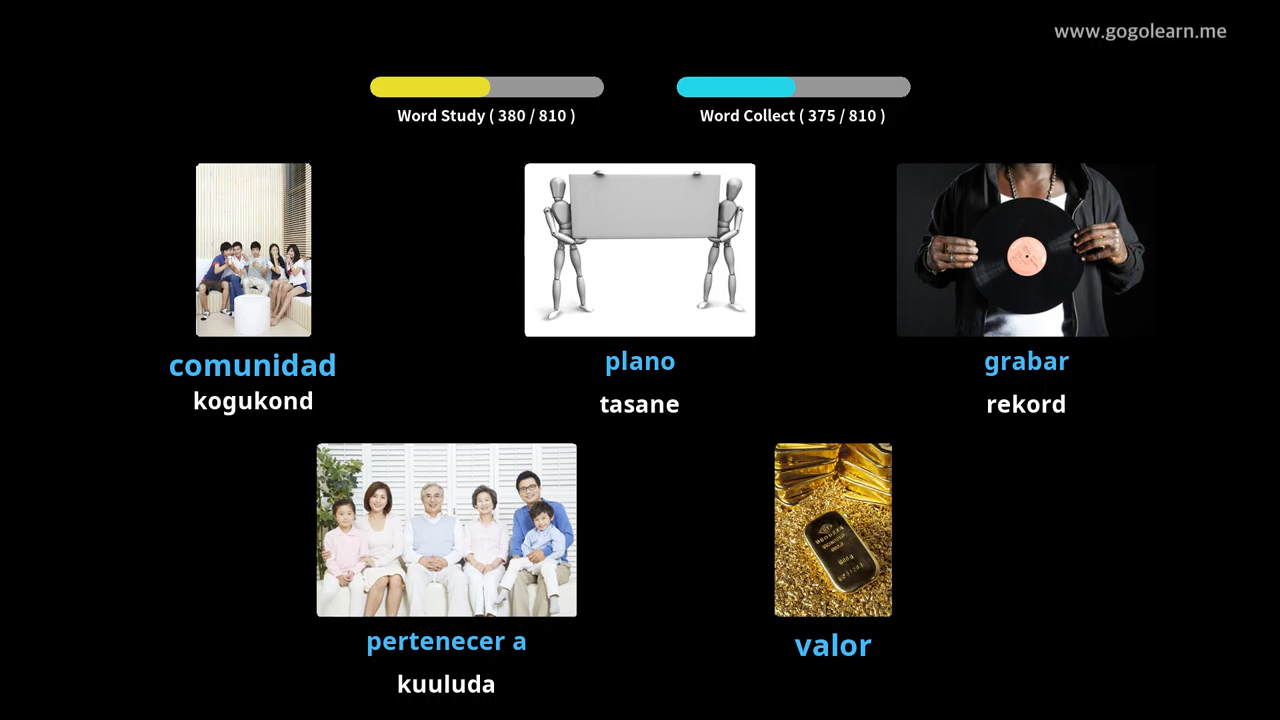 www.gogolearn.me
Word Study ( 380 / 810 )
Word Collect ( 375 / 810 )
comunidad
kogukond
plano
tasane
grabar
rekord
pertenecer a
kuuluda
valor